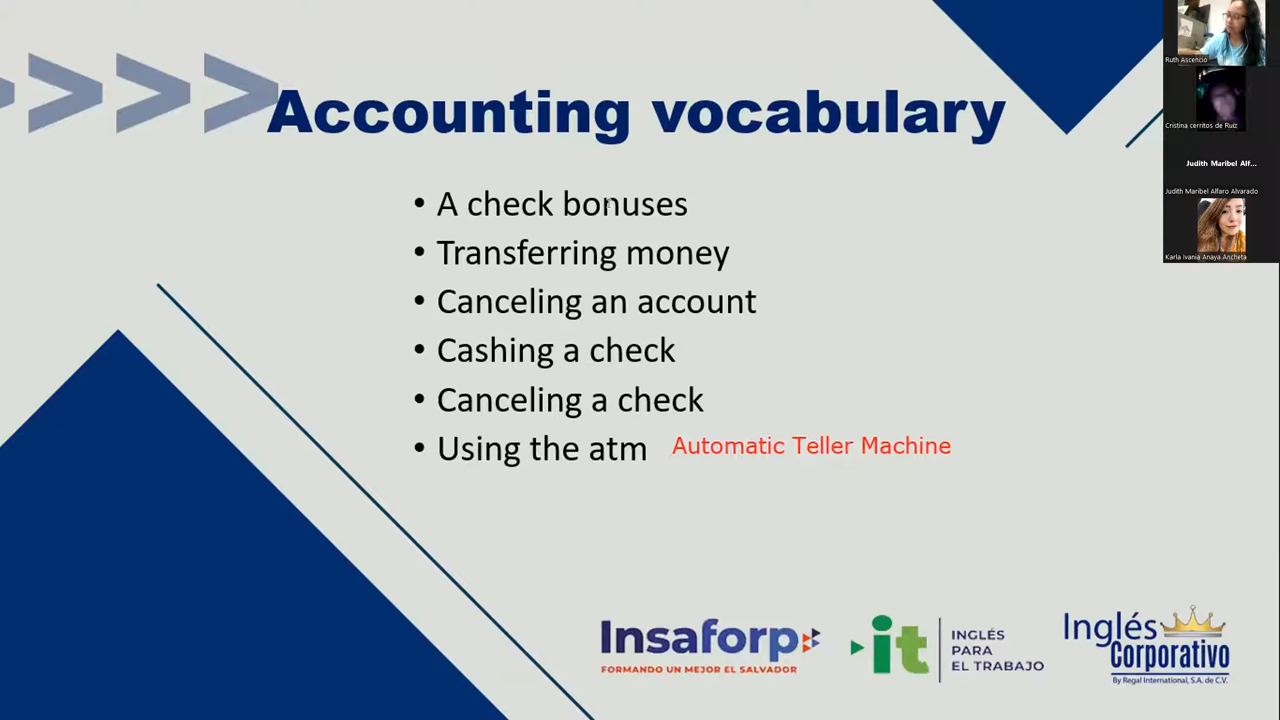 Accounting vocabulary
• A check bonuses
• Transferring money
• Canceling an account
• Cashing a check
• Canceling a check
• Using the atm Automatic Teller Machine
Ruth Ascencio
Cristina cerritos de Ruiz
Judith Maribel Alf...
Judith Maribel Alfaro Alvarado
Karla Ivania Anaya Ancheta
Insaforp
FORMANDO UN MEJOR EL SALVADOR
it
INGLÉS
PARA
EL TRABAJO
Inglés
Corporativo
By Regal International, S.A. de C.V.